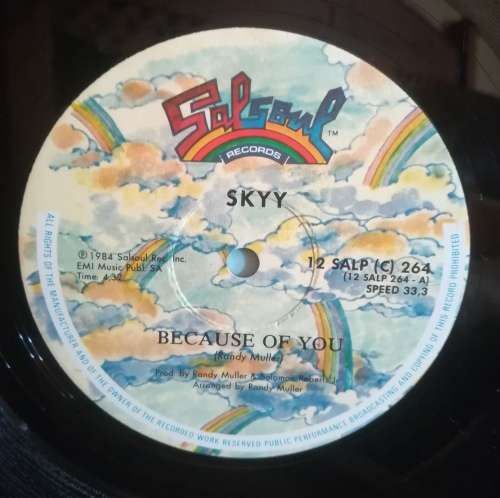 Salsoul
TM
RECORDS
SKYY
℗ 1984 Salsoul Rec. Inc.
EMI Music Publ. SA
Time: 4:32
12 SALP (C) 264
(12 SALP 264 - A)
SPEED 33,3
BECAUSE OF YOU
(Randy Muller)
Prod. by Randy Muller & Solomon Roberts Jr.
Arranged by Randy Muller
ALL RIGHTS OF THE MANUFACTURER AND OF THE OWNER OF THE RECORDED WORK RESERVED PUBLIC PERFORMANCE BROADCASTING AND COPYING OF THIS RECORD PROHIBITED